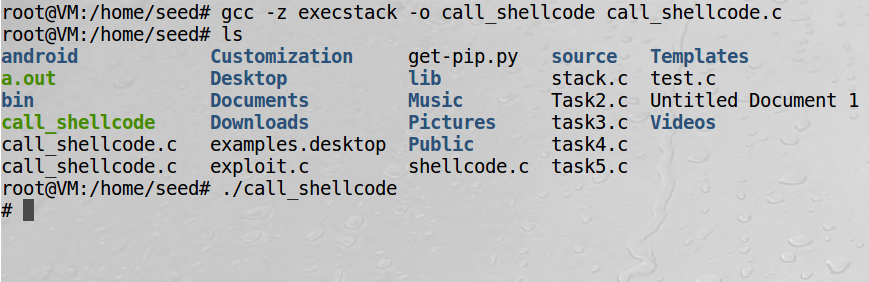 root@VM:/home/seed# gcc -z execstack -o call_shellcode call_shellcode.c
root@VM:/home/seed# ls
android Customization get-pip.py source Templates
a.out Desktop lib stack.c test.c
bin Documents Music Task2.c Untitled Document 1
call_shellcode Downloads Pictures task3.c Videos
call_shellcode.c examples.desktop Public task4.c
call_shellcode.c exploit.c shellcode.c task5.c
root@VM:/home/seed# ./call_shellcode
#